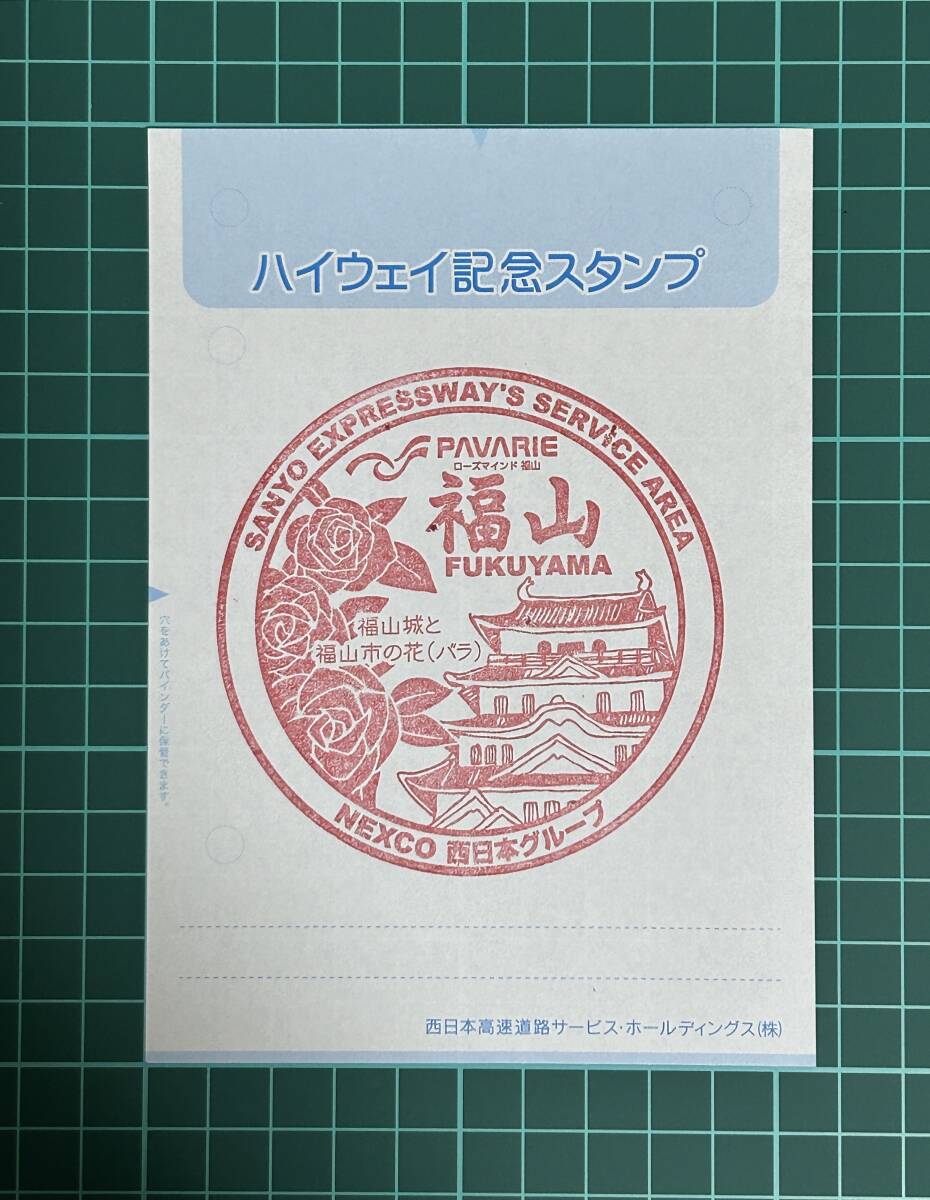 ハイウェイ記念スタンプ
SANYO EXPRESSWAY'S SERVICE AREA
PAVARIE
ローズマインド 福山
福山
FUKUYAMA
福山城と
福山市の花(バラ)
NEXCO 西日本グループ
穴をあけてバインダーに保管できます。
西日本高速道路サービス・ホールディングス(株)